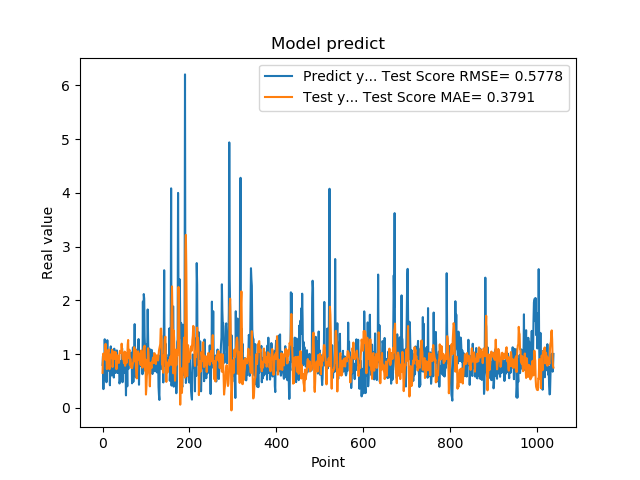 Model predict
Predict y... Test Score RMSE= 0.5778
Test y... Test Score MAE= 0.3791
Real value
6
5
4
3
2
1
0
0 200 400 600 800 1000
Point